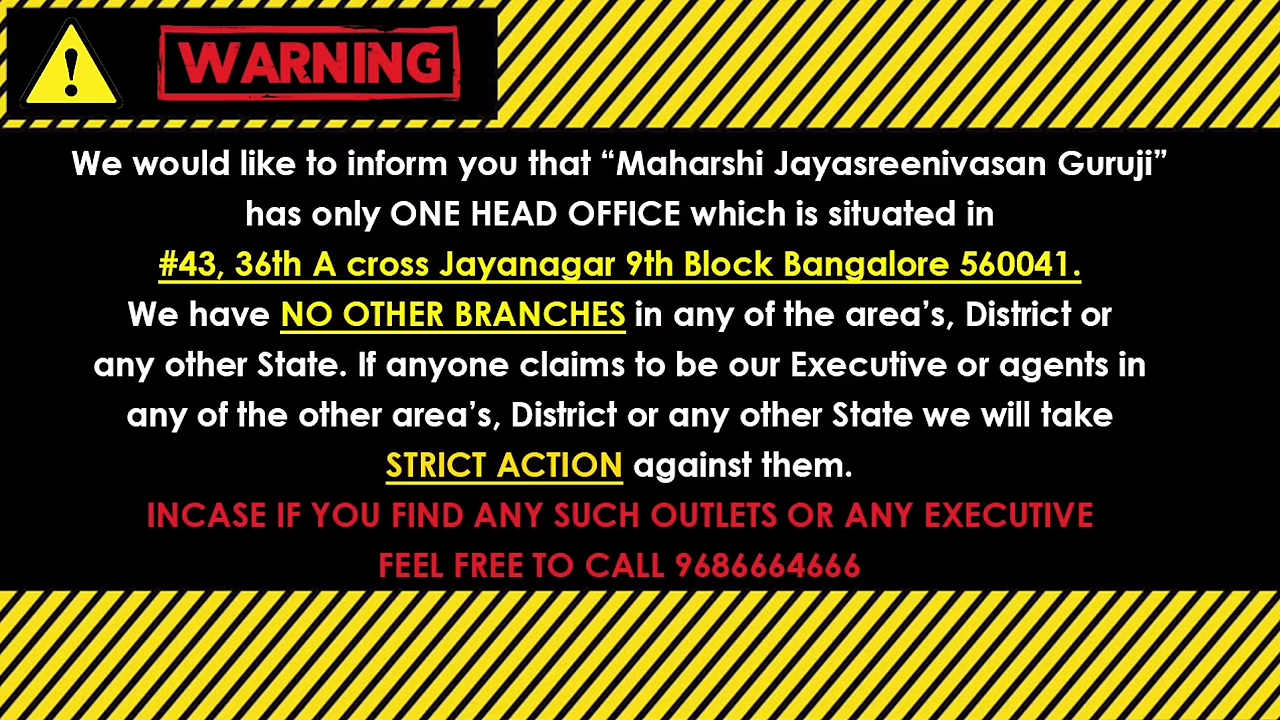 WARNING
We would like to inform you that “Maharshi Jayasreenivasan Guruji”
has only ONE HEAD OFFICE which is situated in
#43, 36th A cross Jayanagar 9th Block Bangalore 560041.
We have NO OTHER BRANCHES in any of the area’s, District or
any other State. If anyone claims to be our Executive or agents in
any of the other area’s, District or any other State we will take
STRICT ACTION against them.
INCASE IF YOU FIND ANY SUCH OUTLETS OR ANY EXECUTIVE
FEEL FREE TO CALL 9686664666